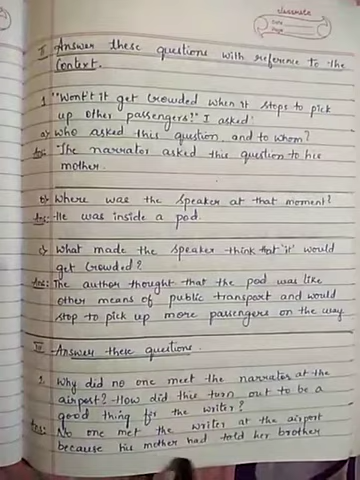 classmate
Date
Page
II Answer these questions with reference to the
Context.
1 "Won't it get Crowded when it stops to pick
up other passengers?" I asked.
a) Who asked this question and to whom?
Ans: The narrator asked this question to his
mother.
b) Where was the speaker at that moment?
Ans: He was inside a pod.
c) What made the speaker think that 'it' would
get Crowded?
Ans: The author thought that the pod was like
other means of public transport and would
stop to pick up more passengers on the way
Answer these questions.
1. Why did no one meet the narrator at the
airport? How did this turn out to be a
good thing for the writer?
Ans: No one met the writer at the airport
because his mother had told her brother